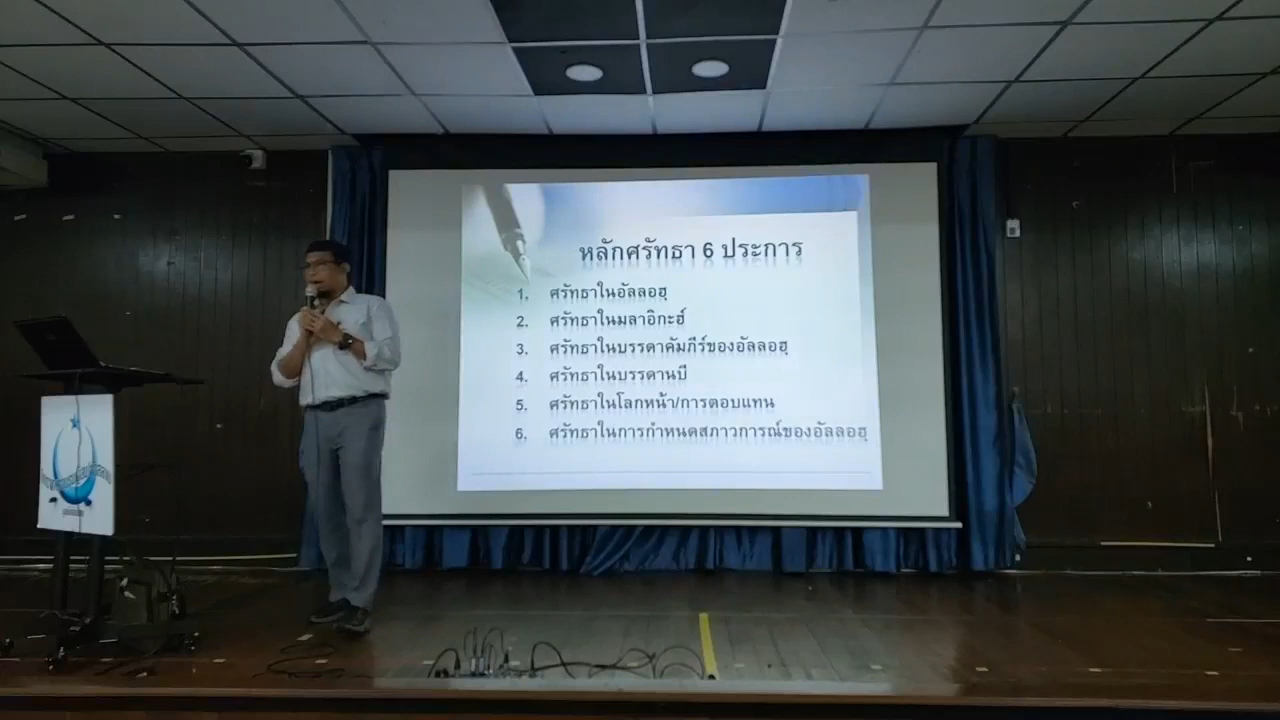 หลักศรัทธา 6 ประการ
1. ศรัทธาในอัลลอฮุ
2. ศรัทธาในมลาอิกะฮ์
3. ศรัทธาในบรรดาคัมภีร์ของอัลลอฮุ
4. ศรัทธาในบรรดานบี
5. ศรัทธาในโลกหน้า/การตอบแทน
6. ศรัทธาในการกำหนดสภาวการณ์ของอัลลอฮุ